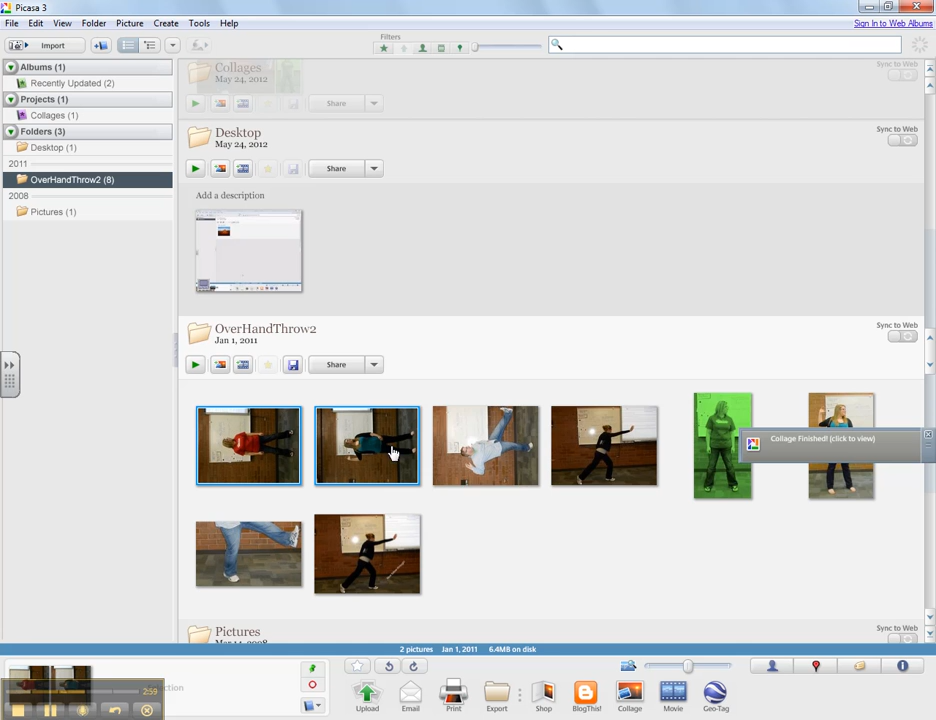 Picasa 3
File Edit View Folder Picture Create Tools Help
Sign In to Web Albums
Import
Filters
Albums (1)
Recently Updated (2)
Projects (1)
Collages (1)
Folders (3)
Desktop (1)
2011
OverHandThrow2 (8)
2008
Pictures (1)
Collages
May 24, 2012
Sync to Web
Share
Desktop
May 24, 2012
Sync to Web
Share
Add a description
OverHandThrow2
Jan 1, 2011
Sync to Web
Share
Collage Finished! (click to view)
Pictures
Sync to Web
2 pictures Jan 1, 2011 6.4MB on disk
2:59
Upload Email Print Export Shop BlogThis! Collage Movie Geo-Tag